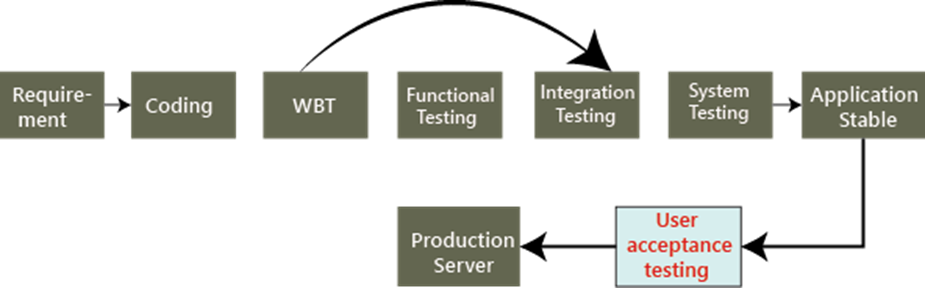 Require-
ment
Coding
WBT
Functional
Testing
Integration
Testing
System
Testing
Application
Stable
Production
Server
User
acceptance
testing